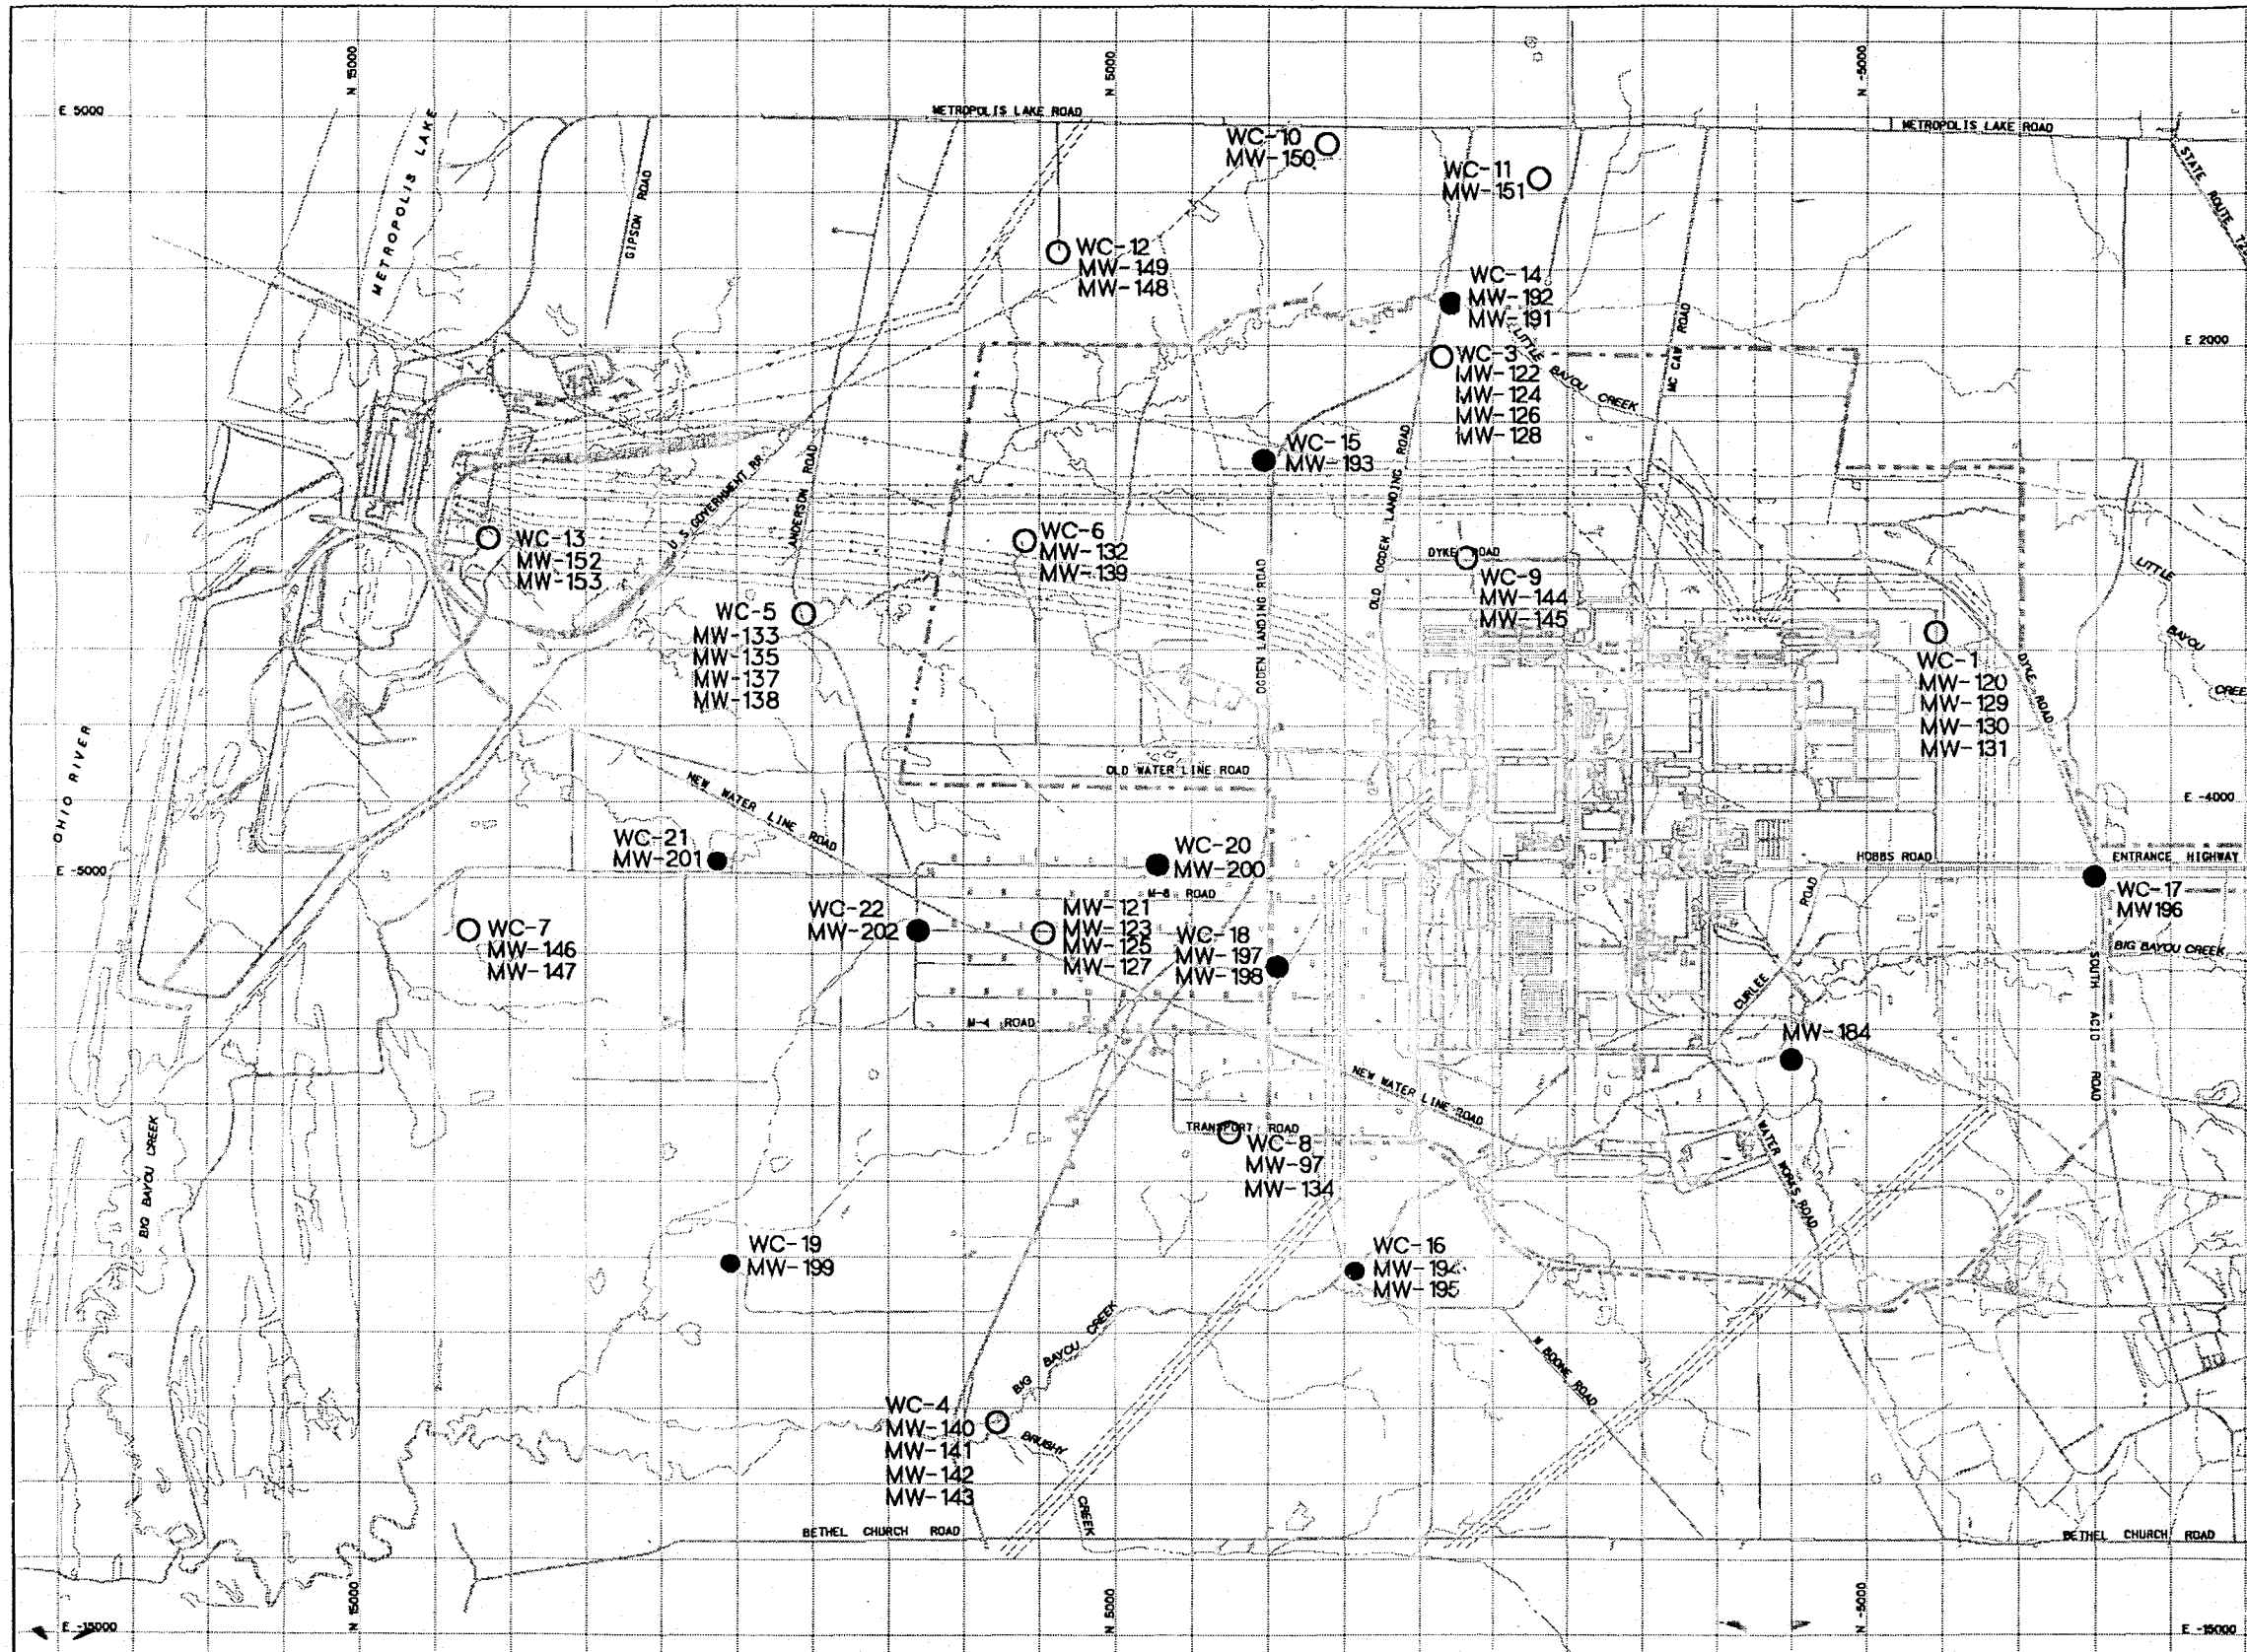 N 15000
N 5000
N -5000
E 5000
METROPOLIS LAKE ROAD
METROPOLIS LAKE ROAD
METROPOLIS LAKE
GIPSON ROAD
STATE ROUTE
WC-10
MW-150
WC-11
MW-151
WC-12
MW-149
MW-148
WC-14
MW-192
MW-191
E 2000
WC-3
MW-122
MW-124
MW-126
MW-128
LITTLE
BAYOU
CREEK
MC CAW ROAD
WC-15
MW-193
U.S GOVERNMENT RR
ANDERSON ROAD
OLD OGDEN LANDING ROAD
OGDEN LANDING ROAD
WC-13
MW-152
MW-153
WC-6
MW-132
MW-139
DYKE ROAD
WC-9
MW-144
MW-145
WC-5
MW-133
MW-135
MW-137
MW-138
WC-1
MW-120
MW-129
MW-130
MW-131
DYKE ROAD
LITTLE
BAYOU
CREE
OHIO RIVER
OLD WATER LINE ROAD
NEW WATER LINE ROAD
E -4000
WC-21
MW-201
WC-20
MW-200
HOBBS ROAD
ENTRANCE HIGHWAY
E -5000
M-8 ROAD
WC-17
MW196
WC-22
MW-202
MW-121
MW-123
MW-125
MW-127
WC-18
MW-197
MW-198
WC-7
MW-146
MW-147
BIG BAYOU CREEK
SOUTH ACID ROAD
CURLEE
ROAD
M-4 ROAD
MW-184
NEW WATER LINE ROAD
TRANSPORT ROAD
WC-8
MW-97
MW-134
WATER WORKS ROAD
BIG BAYOU CREEK
WC-19
MW-199
WC-16
MW-194
MW-195
BIG BAYOU CREEK
W BOONE ROAD
WC-4
MW-140
MW-141
MW-142
MW-143
BRUSHY
CREEK
BETHEL CHURCH ROAD
BETHEL CHURCH ROAD
N 15000
N 5000
N -5000
E -15000
E -15000